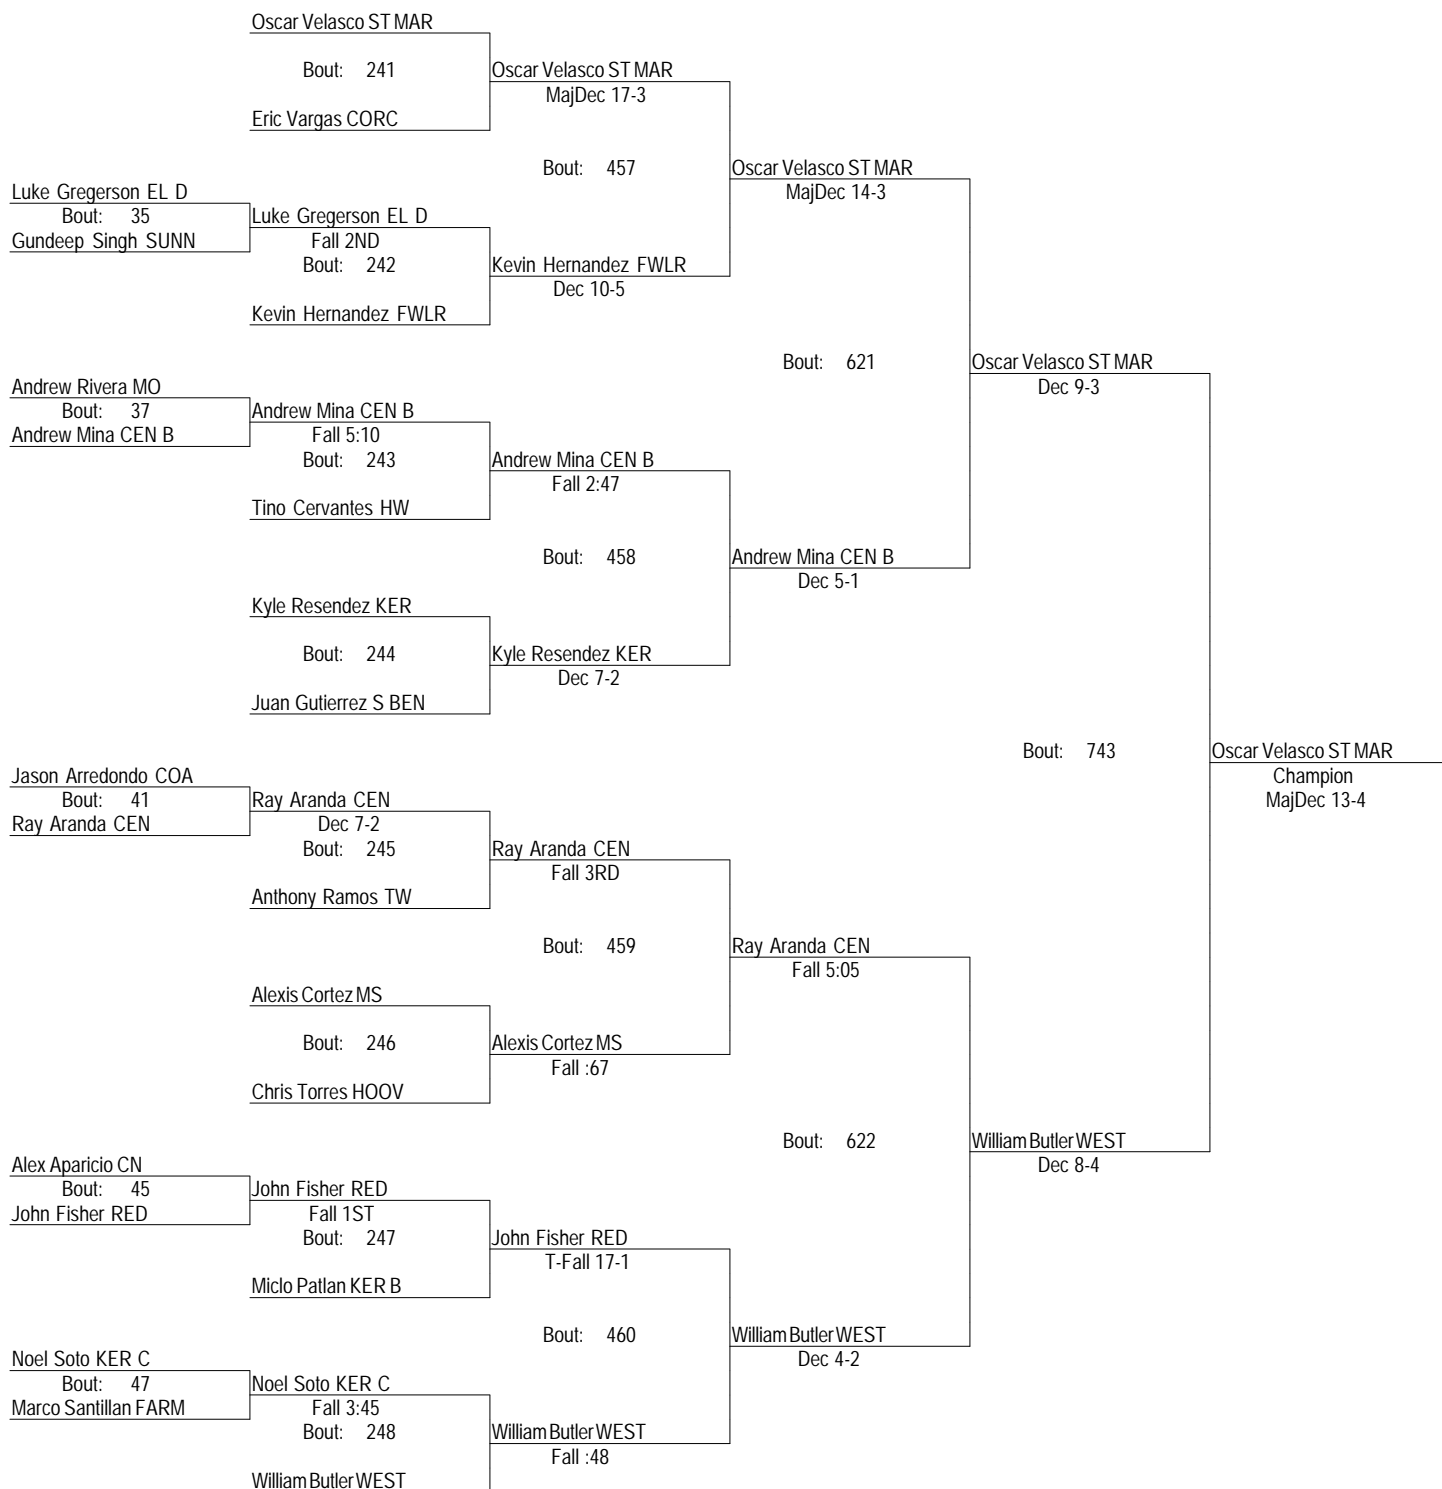 Oscar Velasco ST MAR
Bout: 241
Oscar Velasco ST MAR
MajDec 17-3
Eric Vargas CORC
Bout: 457
Oscar Velasco ST MAR
MajDec 14-3
Luke Gregerson EL D
Bout: 35
Luke Gregerson EL D
Gundeep Singh SUNN
Fall 2ND
Bout: 242
Kevin Hernandez FWLR
Dec 10-5
Kevin Hernandez FWLR
Bout: 621
Oscar Velasco ST MAR
Dec 9-3
Andrew Rivera MO
Bout: 37
Andrew Mina CEN B
Andrew Mina CEN B
Fall 5:10
Bout: 243
Andrew Mina CEN B
Fall 2:47
Tino Cervantes HW
Bout: 458
Andrew Mina CEN B
Dec 5-1
Kyle Resendez KER
Bout: 244
Kyle Resendez KER
Dec 7-2
Juan Gutierrez S BEN
Bout: 743
Oscar Velasco ST MAR
Champion
MajDec 13-4
Jason Arredondo COA
Bout: 41
Ray Aranda CEN
Ray Aranda CEN
Dec 7-2
Bout: 245
Ray Aranda CEN
Fall 3RD
Anthony Ramos TW
Bout: 459
Ray Aranda CEN
Fall 5:05
Alexis Cortez MS
Bout: 246
Alexis Cortez MS
Fall :67
Chris Torres HOOV
Bout: 622
William Butler WEST
Dec 8-4
Alex Aparicio CN
Bout: 45
John Fisher RED
John Fisher RED
Fall 1ST
Bout: 247
John Fisher RED
T-Fall 17-1
Miclo Patlan KER B
Bout: 460
William Butler WEST
Dec 4-2
Noel Soto KER C
Bout: 47
Noel Soto KER C
Marco Santillan FARM
Fall 3:45
Bout: 248
William Butler WEST
Fall :48
William Butler WEST